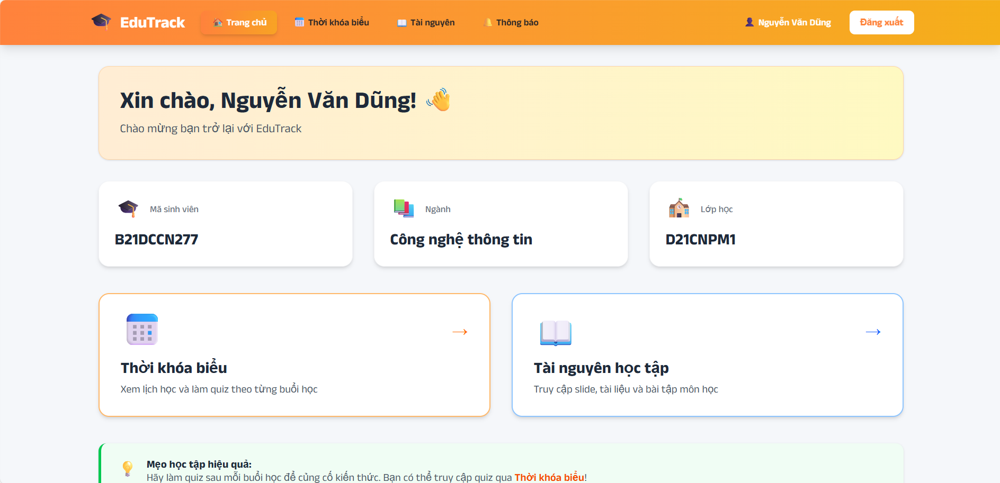 EduTrack
Trang chủ
Thời khóa biểu
Tài nguyên
Thông báo
Nguyễn Văn Dũng
Đăng xuất
Xin chào, Nguyễn Văn Dũng!
Chào mừng bạn trở lại với EduTrack
Mã sinh viên
B21DCCN277
Ngành
Công nghệ thông tin
Lớp học
D21CNPM1
Thời khóa biểu
Xem lịch học và làm quiz theo từng buổi học
Tài nguyên học tập
Truy cập slide, tài liệu và bài tập môn học
Mẹo học tập hiệu quả:
Hãy làm quiz sau mỗi buổi học để củng cố kiến thức. Bạn có thể truy cập quiz qua Thời khóa biểu!